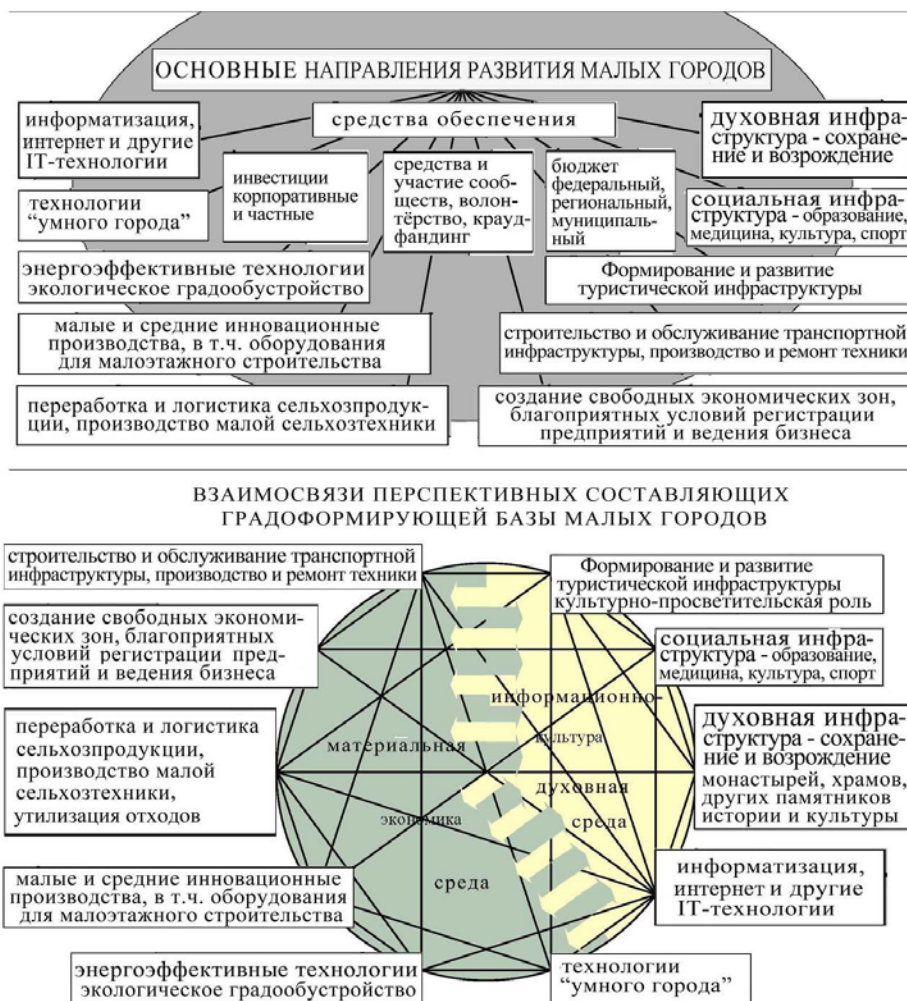 ОСНОВНЫЕ НАПРАВЛЕНИЯ РАЗВИТИЯ МАЛЫХ ГОРОДОВ
информатизация,
интернет и другие
IT-технологии
средства обеспечения
духовная инфра-
структура - сохране-
ние и возрождение
инвестиции
корпоративные
и частные
средства и
участие сооб-
ществ, волон-
тёрство, крауд-
фандинг
бюджет
федеральный,
региональный,
муниципаль-
ный
технологии
“умного города”
социальная инфра-
структура - образование,
медицина, культура, спорт
энергоэффективные технологии
экологическое градообустройство
Формирование и развитие
туристической инфраструктуры
малые и средние инновационные
производства, в т.ч. оборудования
для малоэтажного строительства
строительство и обслуживание транспортной
инфраструктуры, производство и ремонт техники
переработка и логистика сельхозпродук-
ции, производство малой сельхозтехники
создание свободных экономических зон,
благоприятных условий регистрации
предприятий и ведения бизнеса
ВЗАИМОСВЯЗИ ПЕРСПЕКТИВНЫХ СОСТАВЛЯЮЩИХ
ГРАДОФОРМИРУЮЩЕЙ БАЗЫ МАЛЫХ ГОРОДОВ
строительство и обслуживание транспортной
инфраструктуры, производство и ремонт техники
Формирование и развитие
туристической инфраструктуры
культурно-просветительская роль
создание свободных экономи-
ческих зон, благоприятных
условий регистрации пред-
приятий и ведения бизнеса
социальная инфра-
структура - образование,
медицина, культура, спорт
информационно-
культура
материальная
духовная
среда
экономика
среда
переработка и логистика
сельхозпродукции,
производство малой
сельхозтехники,
утилизация отходов
духовная инфра-
структура - сохране-
ние и возрождение
монастырей, храмов,
других памятников
истории и культуры
малые и средние инновационные
производства, в т.ч. оборудования
для малоэтажного строительства
информатизация,
интернет и другие
IT-технологии
энергоэффективные технологии
экологическое градообустройство
технологии
“умного города”